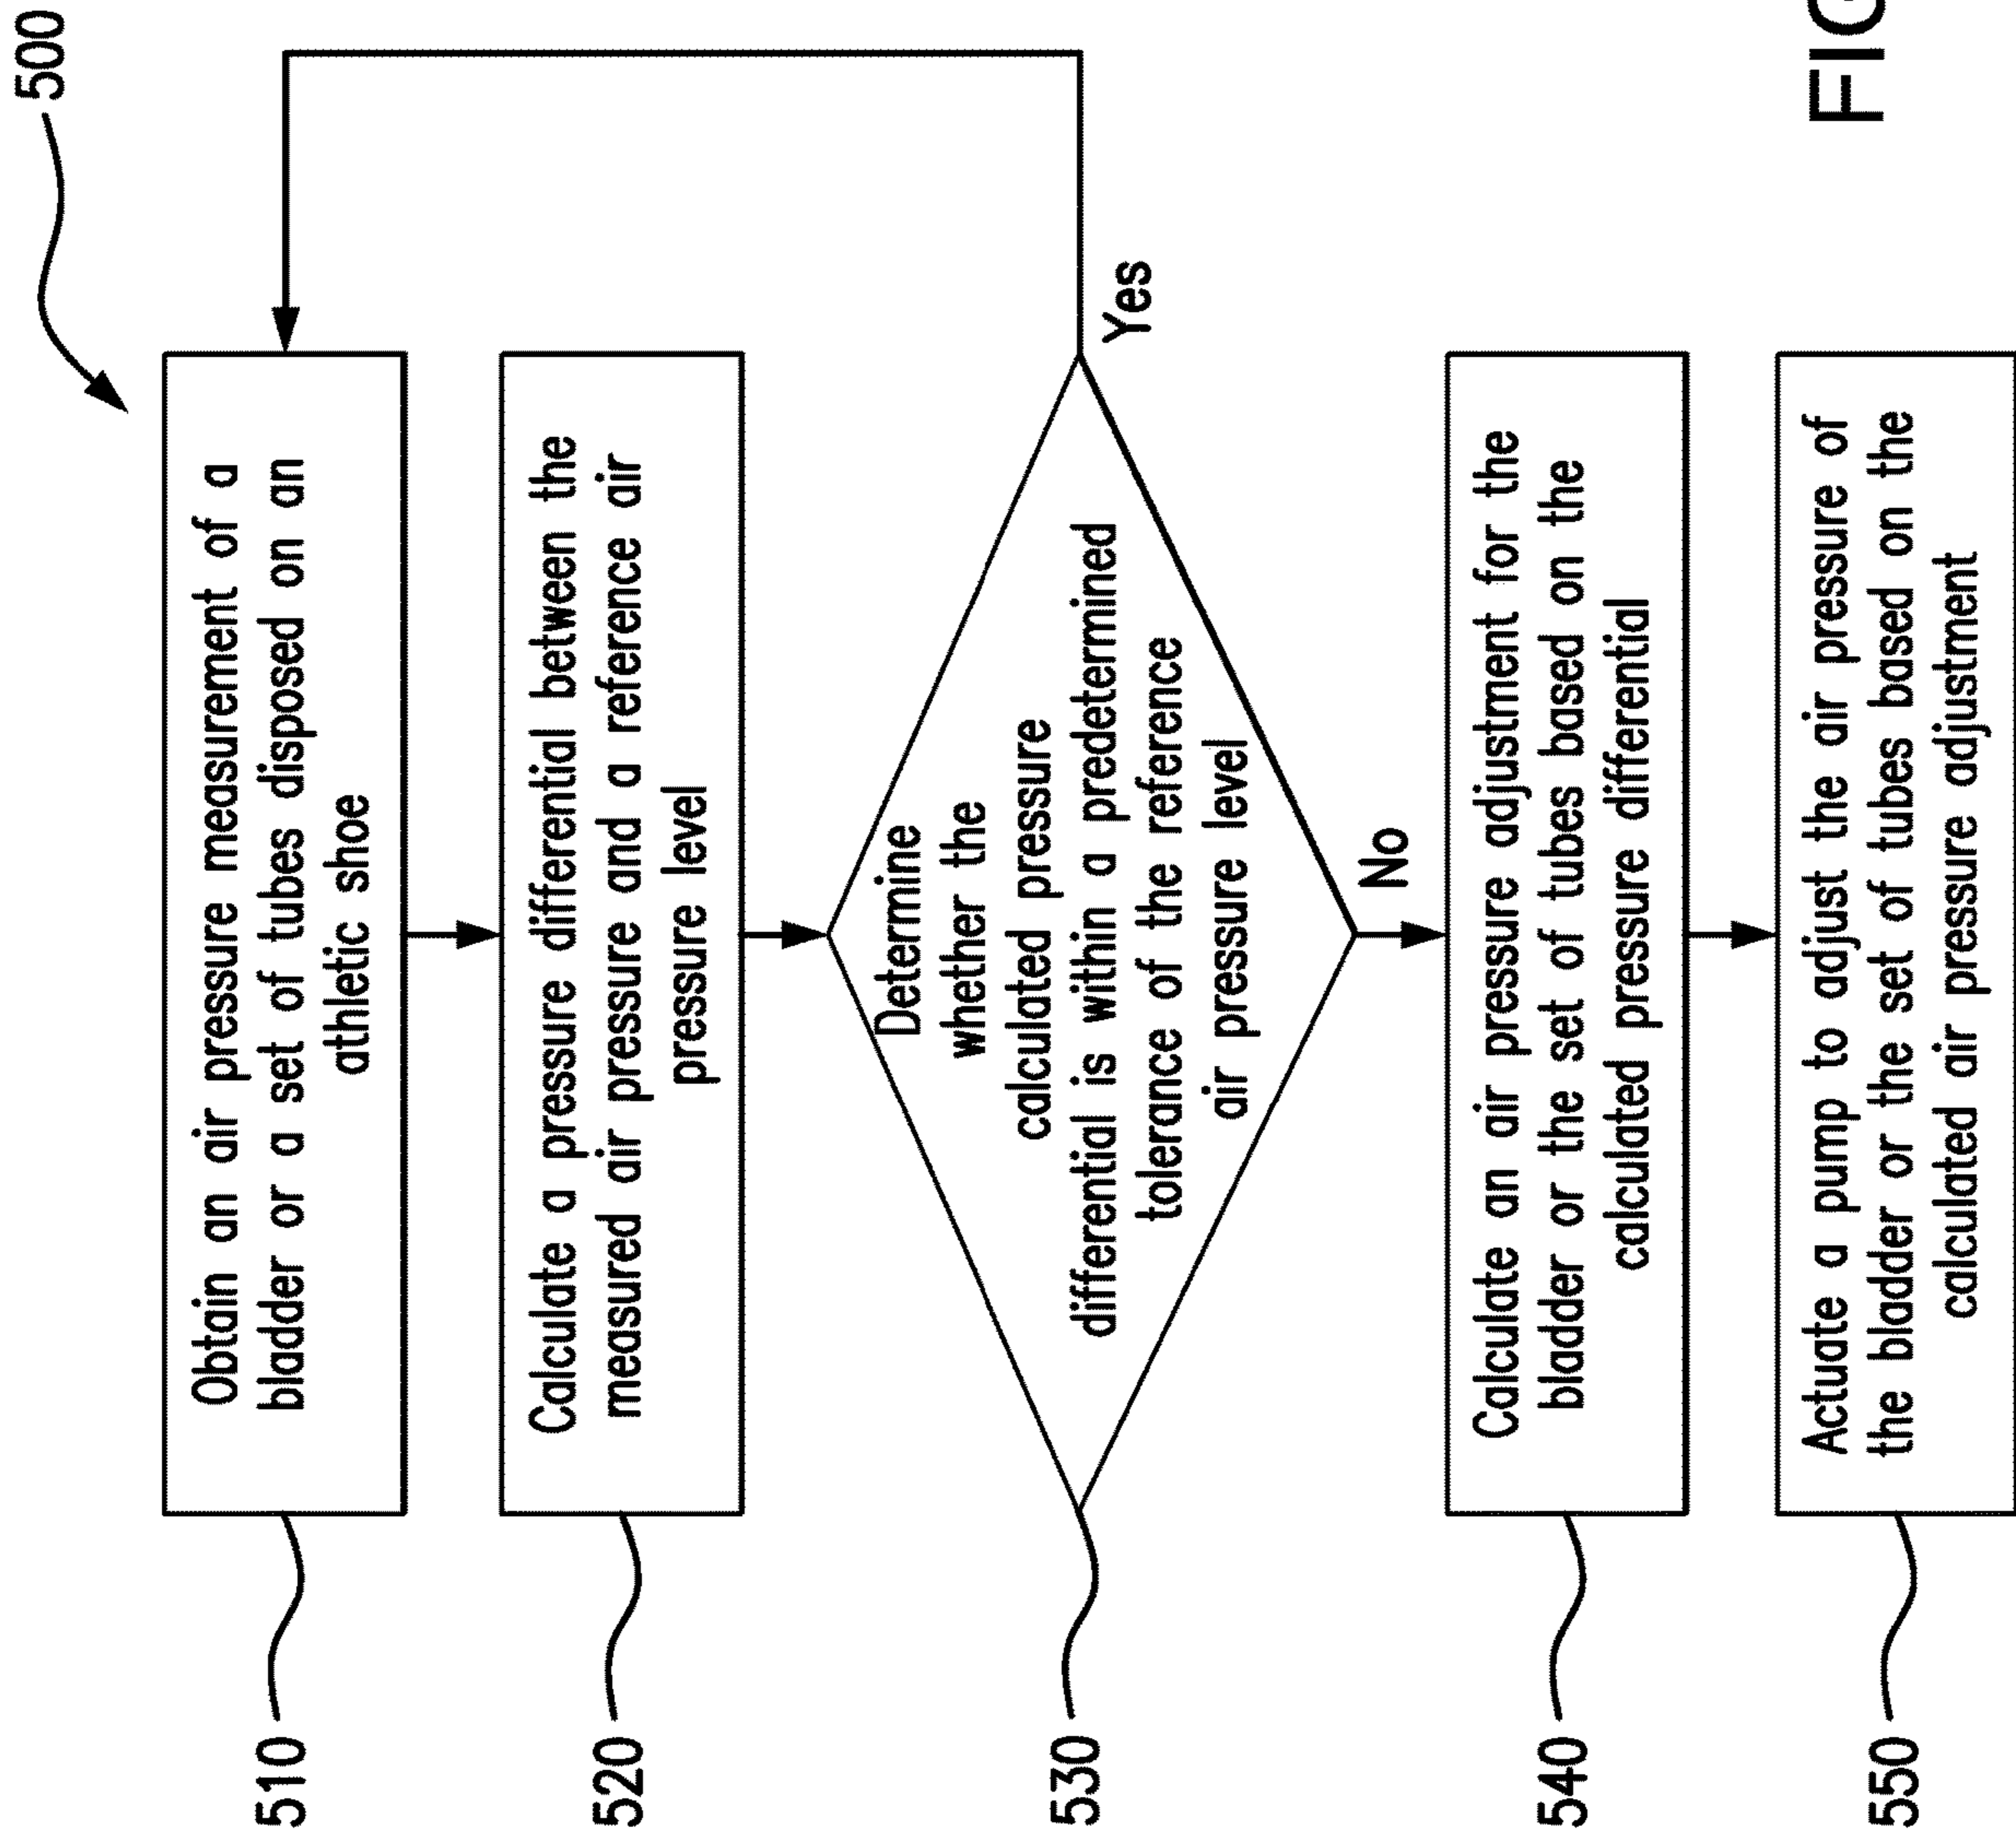 500
510
Obtain an air pressure measurement of a
bladder or a set of tubes disposed on an
athletic shoe
520
Calculate a pressure differential between the
measured air pressure and a reference air
pressure level
530
Determine
whether the
calculated pressure
differential is within a predetermined
tolerance of the reference
air pressure level
Yes
No
540
Calculate an air pressure adjustment for the
bladder or the set of tubes based on the
calculated pressure differential
550
Actuate a pump to adjust the air pressure of
the bladder or the set of tubes based on the
calculated air pressure adjustment